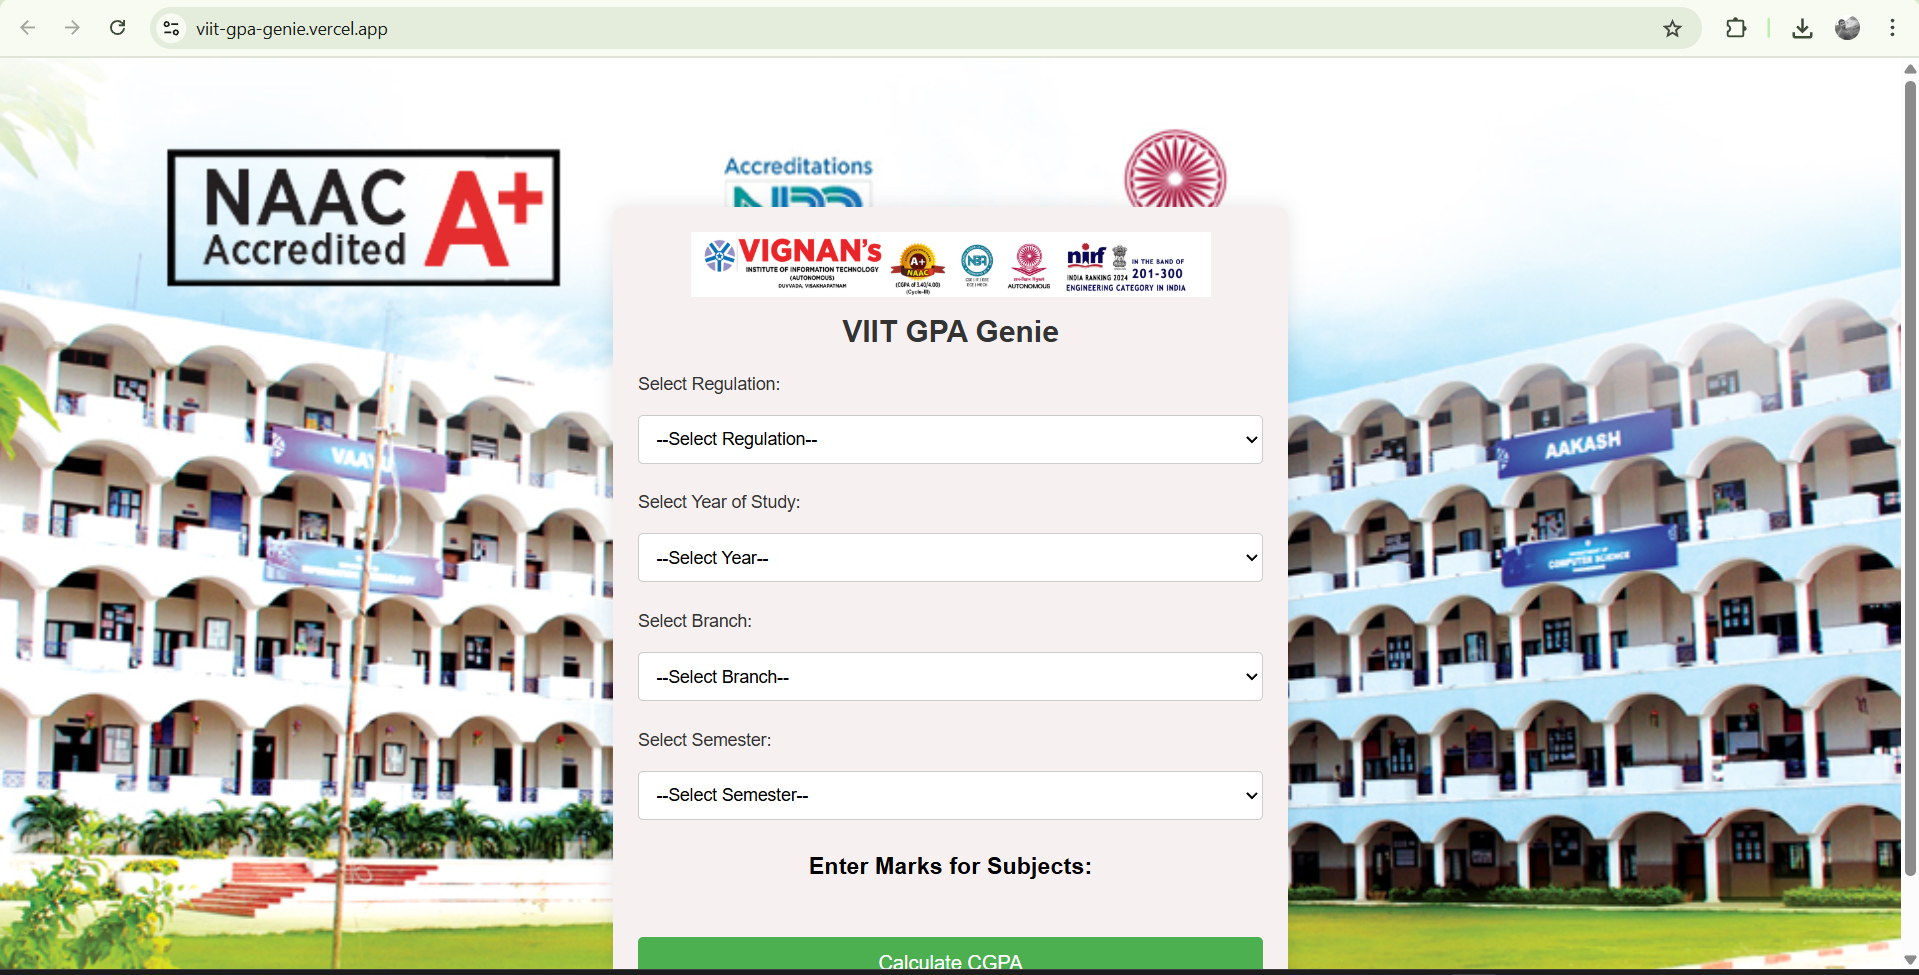 viit-gpa-genie.vercel.app
NAAC A+
Accredited
Accreditations
VIGNAN's
INSTITUTE OF INFORMATION TECHNOLOGY
(AUTONOMOUS)
DUVVADA, VISAKHAPATNAM
A+
NAAC
(CGPA of 3.40/4.00)
(Cycle-III)
NBA
AUTONOMOUS
nirf
INDIA RANKING 2024
IN THE BAND OF
201-300
ENGINEERING CATEGORY IN INDIA
VIIT GPA Genie
Select Regulation:
--Select Regulation--
Select Year of Study:
--Select Year--
Select Branch:
--Select Branch--
Select Semester:
--Select Semester--
Enter Marks for Subjects:
Calculate CGPA
VAAYU
INFORMATION TECHNOLOGY
AAKASH
COMPUTER SCIENCE